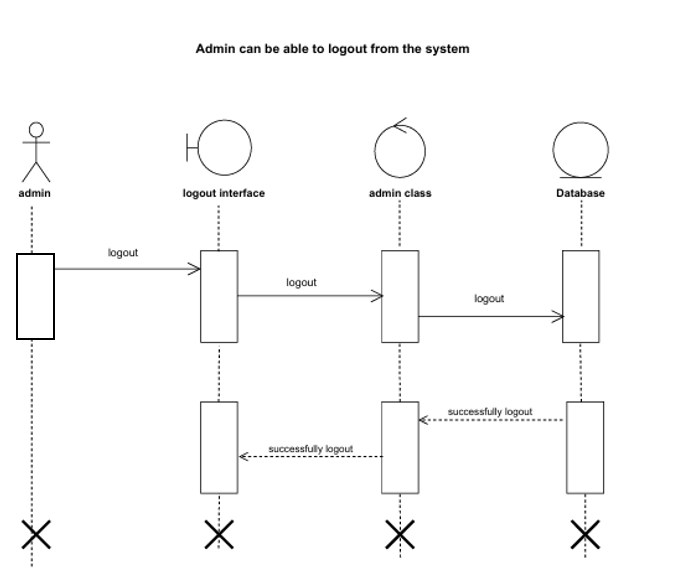 Admin can be able to logout from the system
admin
logout interface
admin class
Database
logout
logout
logout
successfully logout
successfully logout